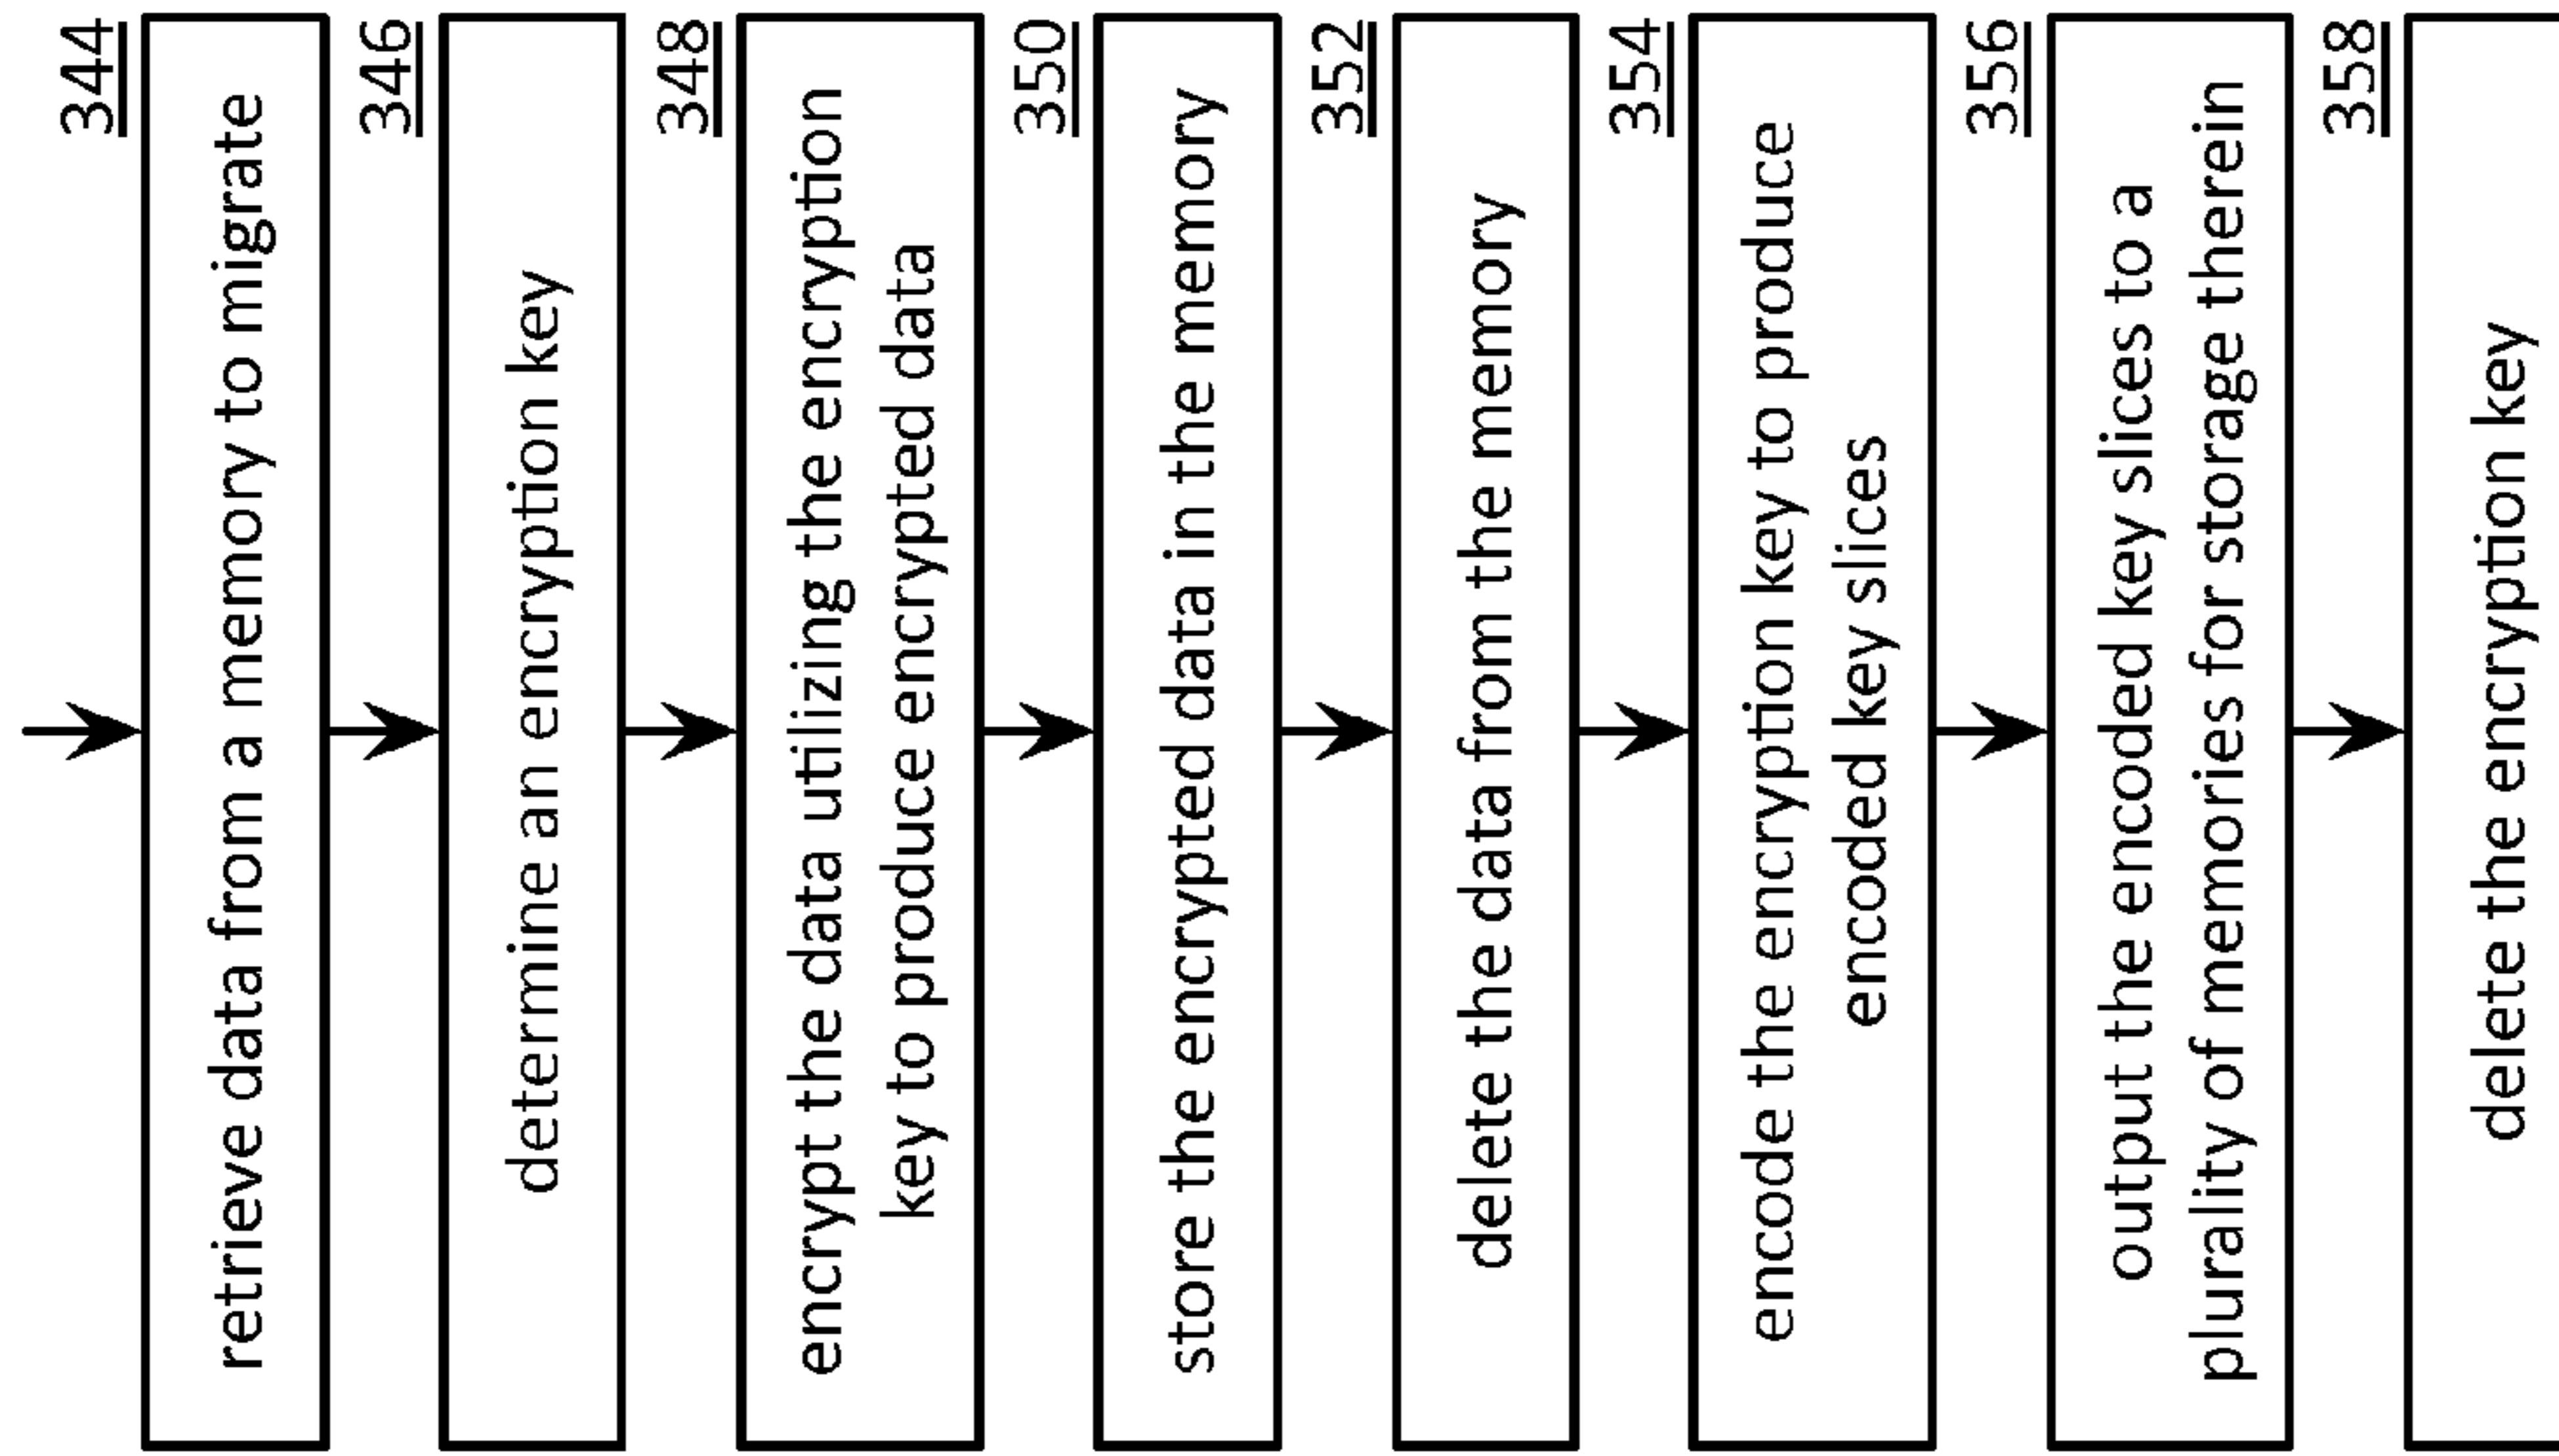 344
retrieve data from a memory to migrate
346
determine an encryption key
348
encrypt the data utilizing the encryption
key to produce encrypted data
350
store the encrypted data in the memory
352
delete the data from the memory
354
encode the encryption key to produce
encoded key slices
356
output the encoded key slices to a
plurality of memories for storage therein
358
delete the encryption key